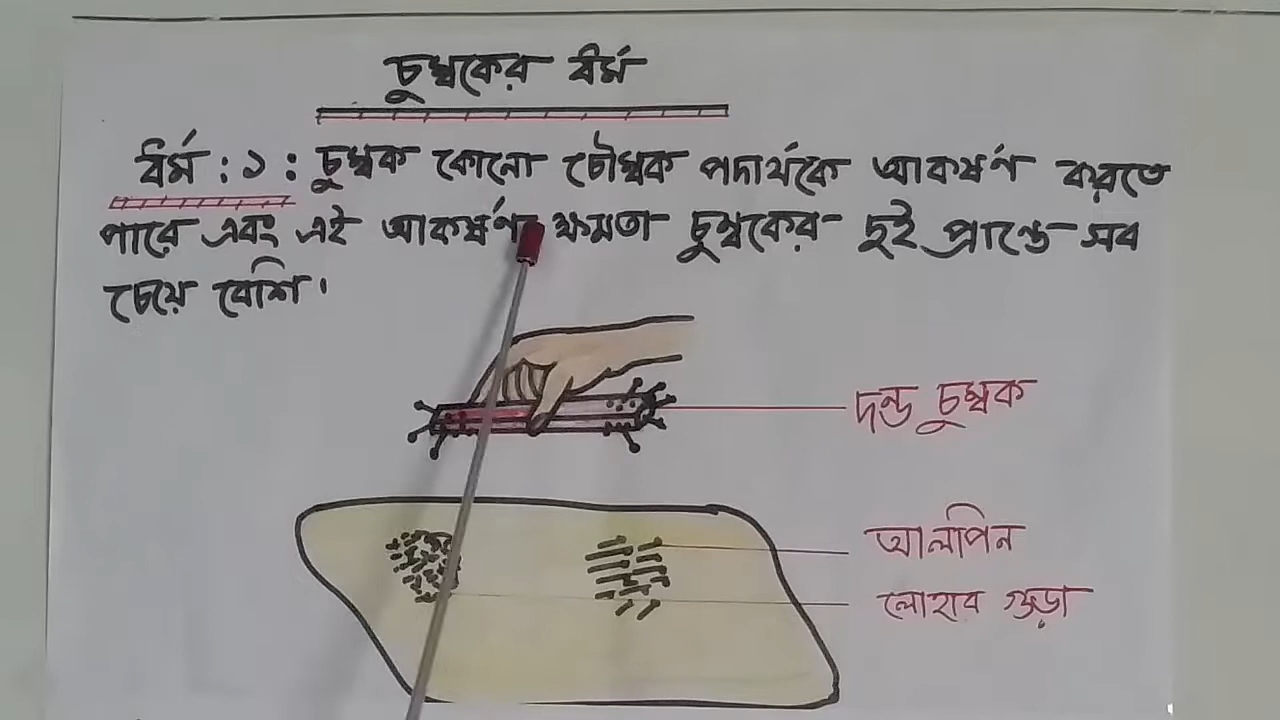 চুম্বকের ধর্ম
ধর্ম : ১ : চুম্বক কোনো চৌম্বক পদার্থকে আকর্ষণ করতে
পারে এবং এই আকর্ষণ ক্ষমতা চুম্বকের দুই প্রান্তে সব
চেয়ে বেশি।
দন্ড চুম্বক
আলপিন
লোহার গুড়া